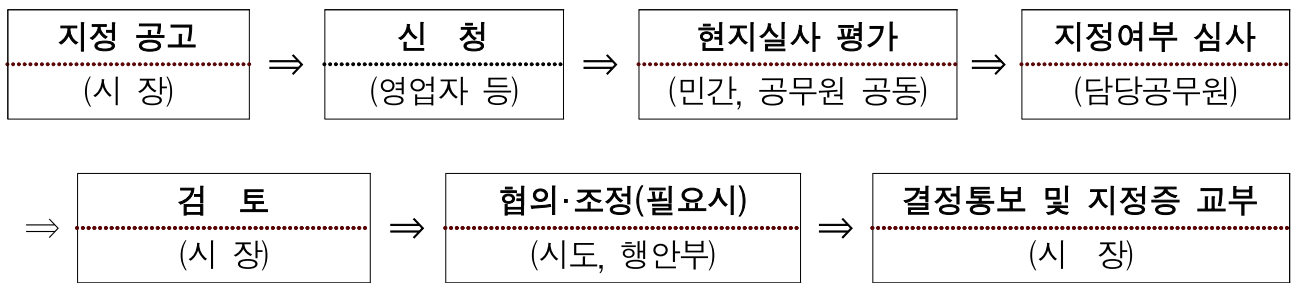 지정 공고 ⇒ 신 청 ⇒ 현지실사 평가 ⇒ 지정여부 심사
(시 장) (영업자 등) (민간, 공무원 공동) (담당공무원)
⇒ 검 토 ⇒ 협의·조정(필요시) ⇒ 결정통보 및 지정증 교부
(시 장) (시도, 행안부) (시 장)